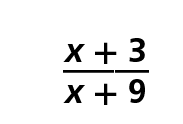 x + 3
x + 9